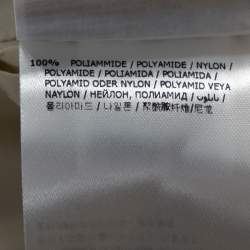 100% POLIAMMIDE / POLYAMIDE / NYLON /
POLYAMIDE / POLIAMIDA / POLIAMIDA /
POLYAMID ODER NYLON / POLYAMID VEYA
NAYLON / НЕЙЛОН, ПОЛИАМИД / نايلون /
폴리아마드 / 나일론 / 聚酰胺纤维/尼龙